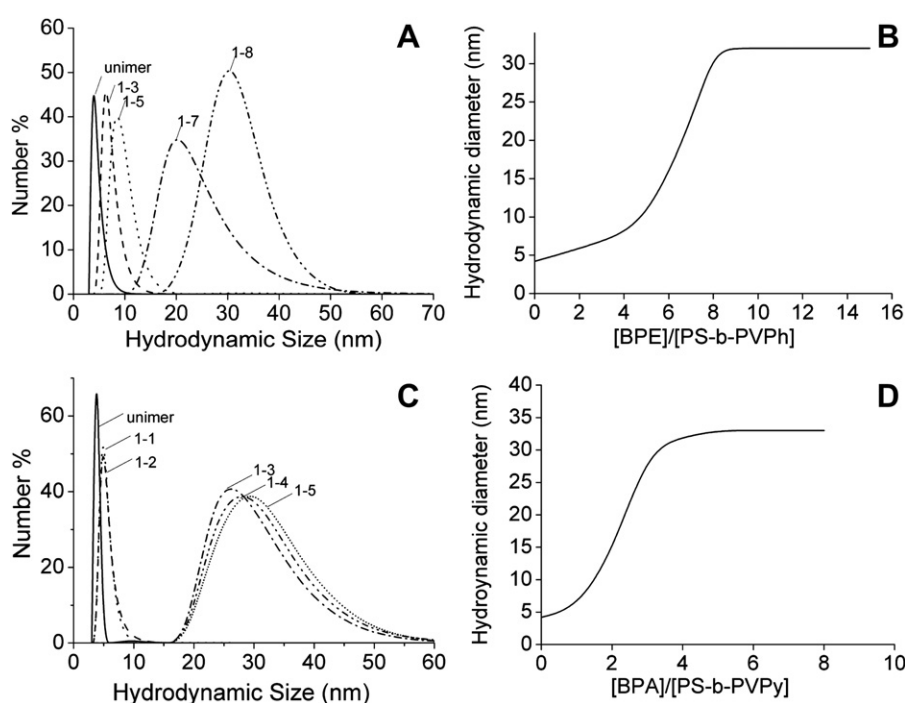 A
60
50
40
30
20
10
0
Number %
unimer
1-3
1-5
1-7
1-8
0 10 20 30 40 50 60 70
Hydrodynamic Size (nm)
B
30
25
20
15
10
5
0
Hydrodynamic diameter (nm)
0 2 4 6 8 10 12 14 16
[BPE]/[PS-b-PVPh]
C
60
40
20
0
Number %
unimer
1-1
1-2
1-3
1-4
1-5
0 10 20 30 40 50 60
Hydrodynamic Size (nm)
D
40
35
30
25
20
15
10
5
0
Hydroynamic diameter (nm)
0 2 4 6 8 10
[BPA]/[PS-b-PVPy]